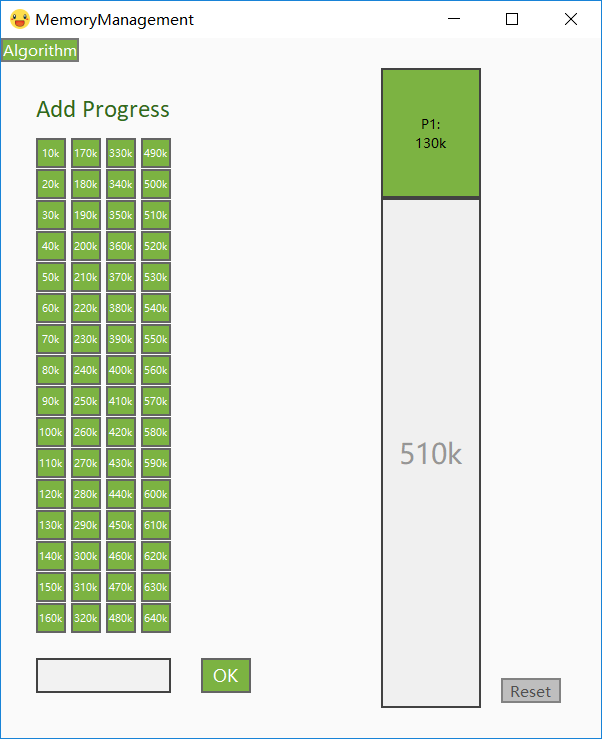 MemoryManagement
Algorithm
Add Progress
10k 170k 330k 490k
20k 180k 340k 500k
30k 190k 350k 510k
40k 200k 360k 520k
50k 210k 370k 530k
60k 220k 380k 540k
70k 230k 390k 550k
80k 240k 400k 560k
90k 250k 410k 570k
100k 260k 420k 580k
110k 270k 430k 590k
120k 280k 440k 600k
130k 290k 450k 610k
140k 300k 460k 620k
150k 310k 470k 630k
160k 320k 480k 640k
OK
P1:
130k
510k
Reset